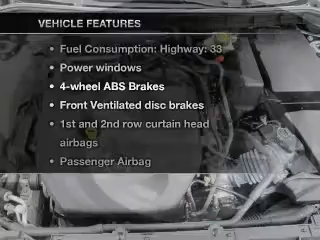 VEHICLE FEATURES
• Fuel Consumption: Highway: 33
• Power windows
• 4-wheel ABS Brakes
• Front Ventilated disc brakes
• 1st and 2nd row curtain head
airbags
• Passenger Airbag